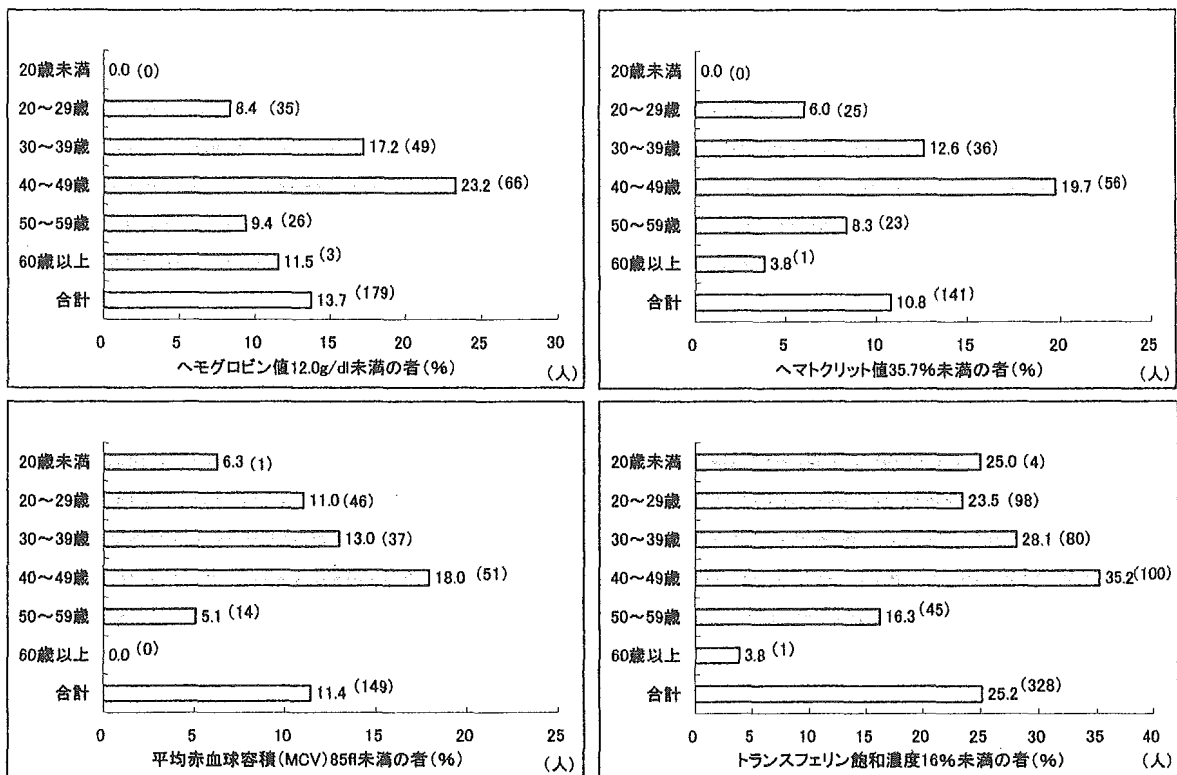 20歳未満 0.0 (0)
20～29歳 8.4 (35)
30～39歳 17.2 (49)
40～49歳 23.2 (66)
50～59歳 9.4 (26)
60歳以上 11.5 (3)
合計 13.7 (179)
0 5 10 15 20 25 30
ヘモグロビン値12.0g/dl未満の者(%) (人)
20歳未満 0.0 (0)
20～29歳 6.0 (25)
30～39歳 12.6 (36)
40～49歳 19.7 (56)
50～59歳 8.3 (23)
60歳以上 3.8 (1)
合計 10.8 (141)
0 5 10 15 20 25
ヘマトクリット値35.7%未満の者(%) (人)
20歳未満 6.3 (1)
20～29歳 11.0 (46)
30～39歳 13.0 (37)
40～49歳 18.0 (51)
50～59歳 5.1 (14)
60歳以上 0.0 (0)
合計 11.4 (149)
0 5 10 15 20 25
平均赤血球容積(MCV)85fl未満の者(%) (人)
20歳未満 25.0 (4)
20～29歳 23.5 (98)
30～39歳 28.1 (80)
40～49歳 35.2 (100)
50～59歳 16.3 (45)
60歳以上 3.8 (1)
合計 25.2 (328)
0 5 10 15 20 25 30 35 40
トランスフェリン飽和濃度16%未満の者(%) (人)